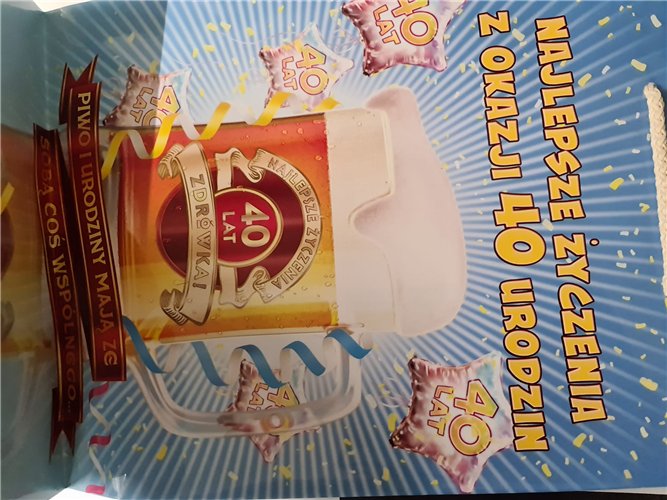 NAJLEPSZE ŻYCZENIA
Z OKAZJI 40 URODZIN
40
LAT
40
LAT
40
40
LAT
40
LAT
NAJLEPSZE ŻYCZENIA
40
LAT
ZDRÓWKA!
PIWO I URODZINY MAJĄ ZE
SOBĄ COŚ WSPÓLNEGO...